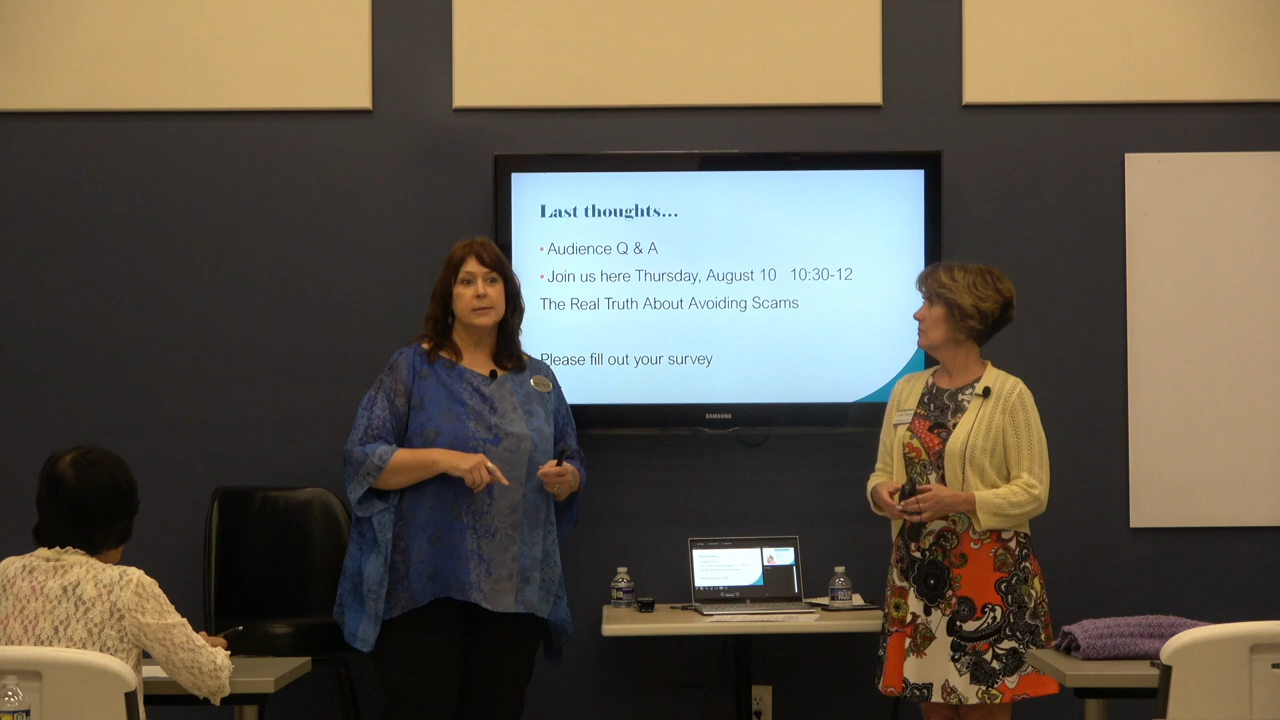 Last thoughts...
• Audience Q & A
• Join us here Thursday, August 10 10:30-12
The Real Truth About Avoiding Scams
Please fill out your survey
SAMSUNG